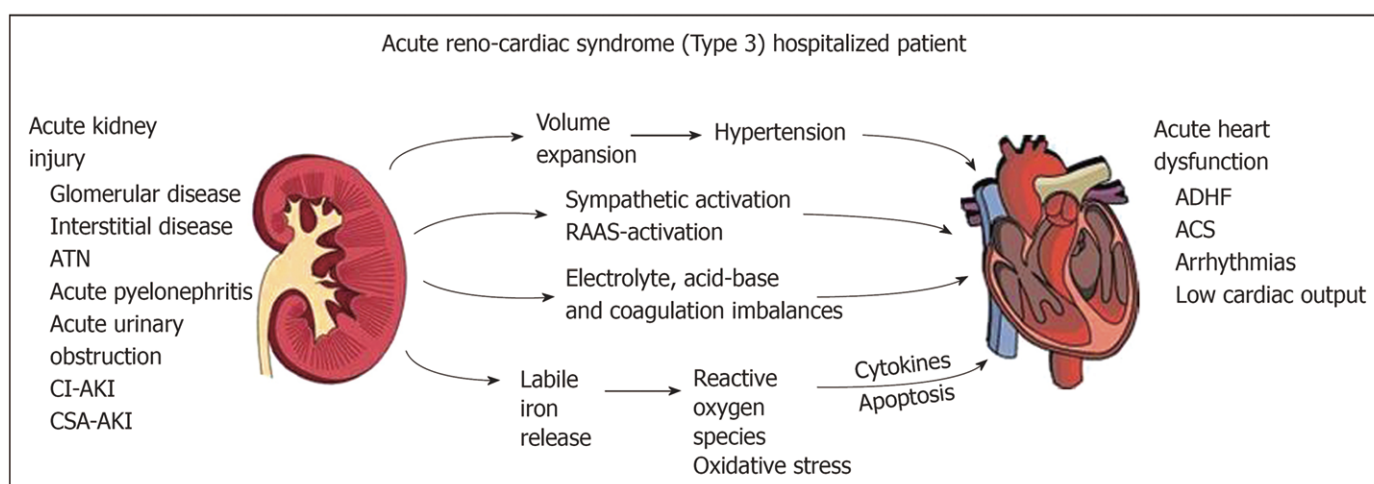 Acute reno-cardiac syndrome (Type 3) hospitalized patient
Acute kidney
injury
Glomerular disease
Interstitial disease
ATN
Acute pyelonephritis
Acute urinary
obstruction
CI-AKI
CSA-AKI
Volume
expansion
Hypertension
Sympathetic activation
RAAS-activation
Electrolyte, acid-base
and coagulation imbalances
Labile
iron
release
Reactive
oxygen
species
Oxidative stress
Cytokines
Apoptosis
Acute heart
dysfunction
ADHF
ACS
Arrhythmias
Low cardiac output